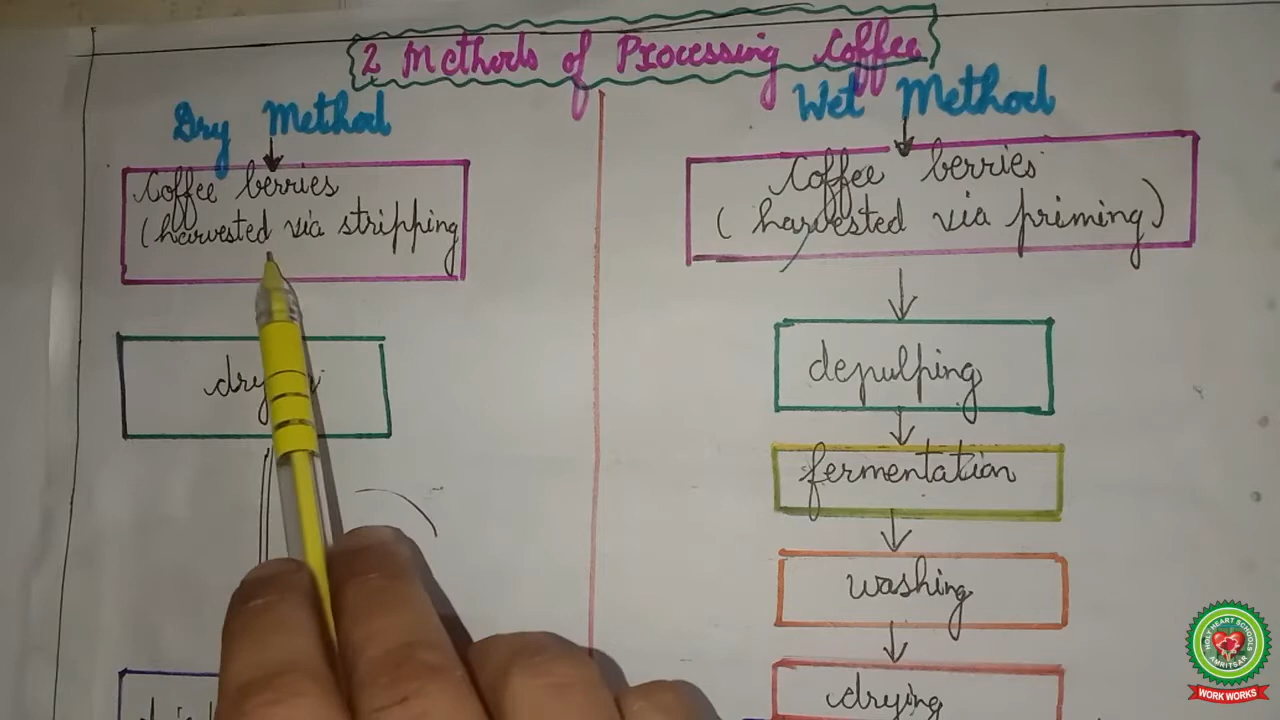 2 Methods of Processing Coffee
Dry Method
Coffee berries
(harvested via stripping
Wet Method
Coffee berries
(harvested via priming)
depulping
fermentation
washing
drying
HOLY HEART SCHOOLS
AMRITSAR
WORK WORKS